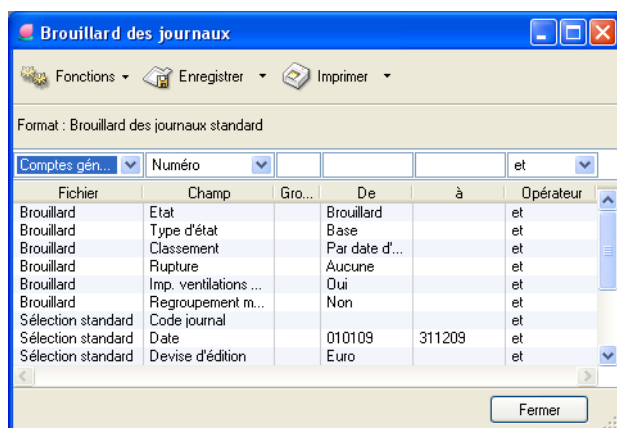 Brouillard des journaux
Fonctions Enregistrer Imprimer
Format : Brouillard des journaux standard
Comptes gén... Numéro et
Fichier Champ Gro... De à Opérateur
Brouillard Etat Brouillard et
Brouillard Type d'état Base et
Brouillard Classement Par date d'... et
Brouillard Rupture Aucune et
Brouillard Imp. ventilations ... Oui et
Brouillard Regroupement m... Non et
Sélection standard Code journal et
Sélection standard Date 010109 311209 et
Sélection standard Devise d'édition Euro et
Fermer